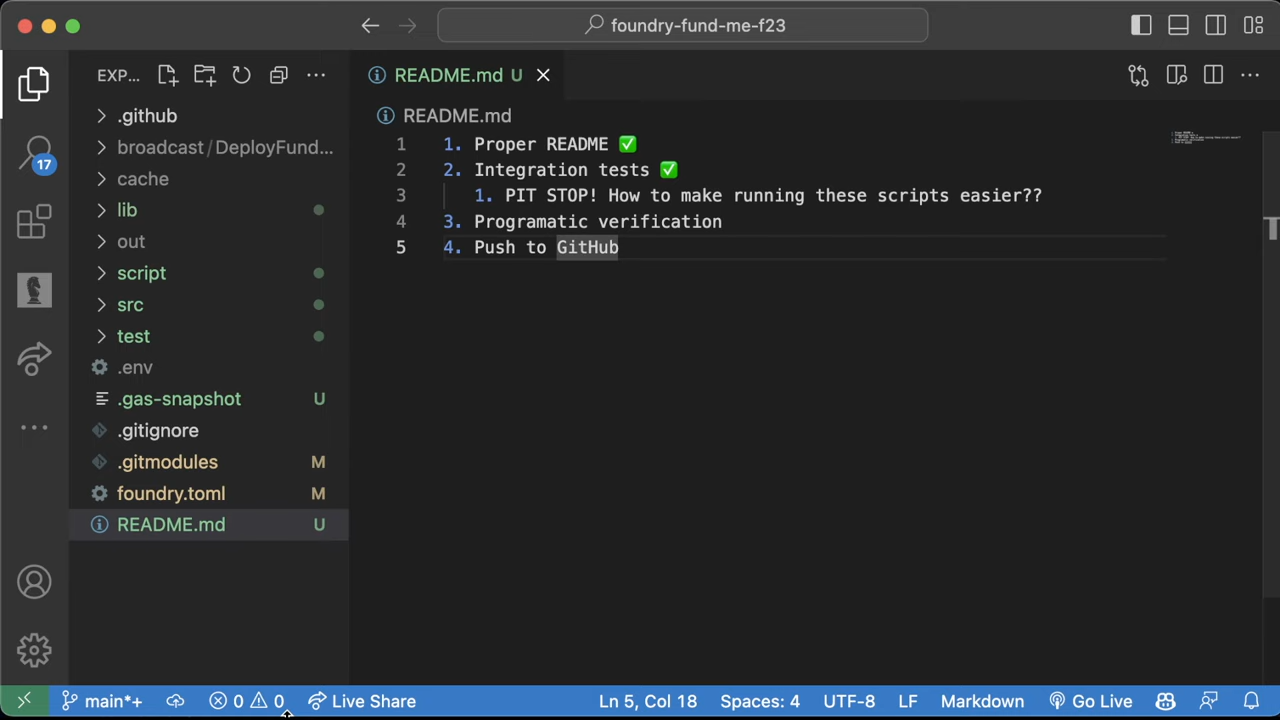 foundry-fund-me-f23
EXP...
README.md U
.github
README.md
broadcast/DeployFund...
cache
lib
out
script
src
test
.env
.gas-snapshot U
.gitignore
.gitmodules M
foundry.toml M
README.md U
17
1 1. Proper README ✅
2 2. Integration tests ✅
3 1. PIT STOP! How to make running these scripts easier??
4 3. Programatic verification
5 4. Push to GitHub
main*+ 0 0 Live Share Ln 5, Col 18 Spaces: 4 UTF-8 LF Markdown Go Live